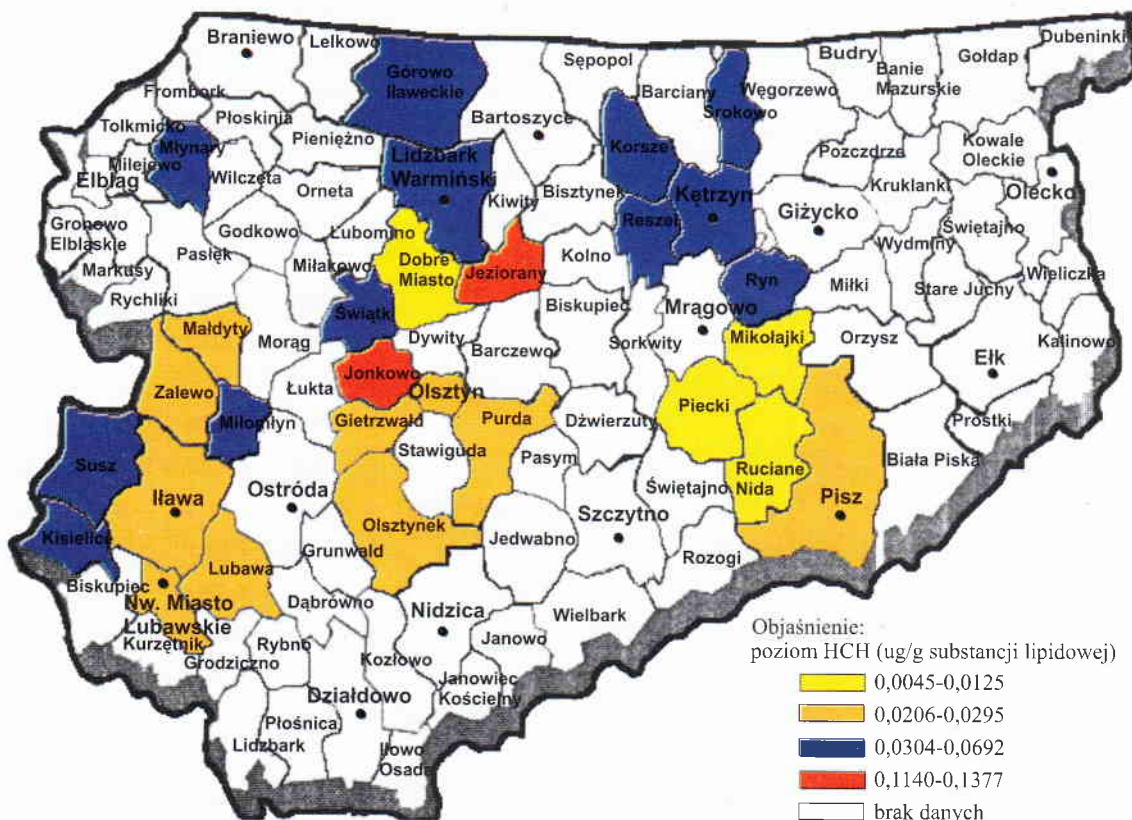 Braniewo
Lelkowo
Górowo
Iławeckie
Sępopol
Barciany
Srokowo
Węgorzewo
Budry
Banie
Mazurskie
Gołdap
Dubeninki
Frombork
Płoskinia
Tolkmicko
Młynary
Milejewo
Elbląg
Wilczęta
Pieniężno
Orneta
Lidzbark
Warmiński
Bartoszyce
Kiwity
Bisztynek
Korsze
Reszel
Kętrzyn
Pozczdrze
Kruklanki
Kowale
Oleckie
Olecko
Giżycko
Świętajno
Wydminy
Gronowo
Elbląskie
Markusy
Rychliki
Pasłęk
Godkowo
Lubomino
Miłakowo
Dobre
Miasto
Jeziorany
Kolno
Biskupiec
Mrągowo
Ryn
Miłki
Stare Juchy
Wieliczka
Kalinowo
Ełk
Orzysz
Mikołajki
Sorkwity
Świątki
Dywity
Barczewo
Małdyty
Morąg
Zalewo
Łukta
Jonkowo
Olsztyn
Gietrzwałd
Purda
Stawiguda
Dźwierzuty
Piecki
Ruciane
Nida
Pisz
Biała Piska
Prostki
Miłomłyn
Susz
Iława
Ostróda
Olsztynek
Pasym
Szczytno
Świętajno
Kisielice
Lubawa
Grunwald
Jedwabno
Rozogi
Biskupiec
Nw. Miasto
Lubawskie
Kurzętnik
Grodziczno
Rybno
Dąbrówno
Nidzica
Wielbark
Janowo
Kozłowo
Janowiec
Kościelny
Działdowo
Płośnica
Lidzbark
Iłowo
Osada
Objaśnienie:
poziom HCH (ug/g substancji lipidowej)
0,0045-0,0125
0,0206-0,0295
0,0304-0,0692
0,1140-0,1377
brak danych